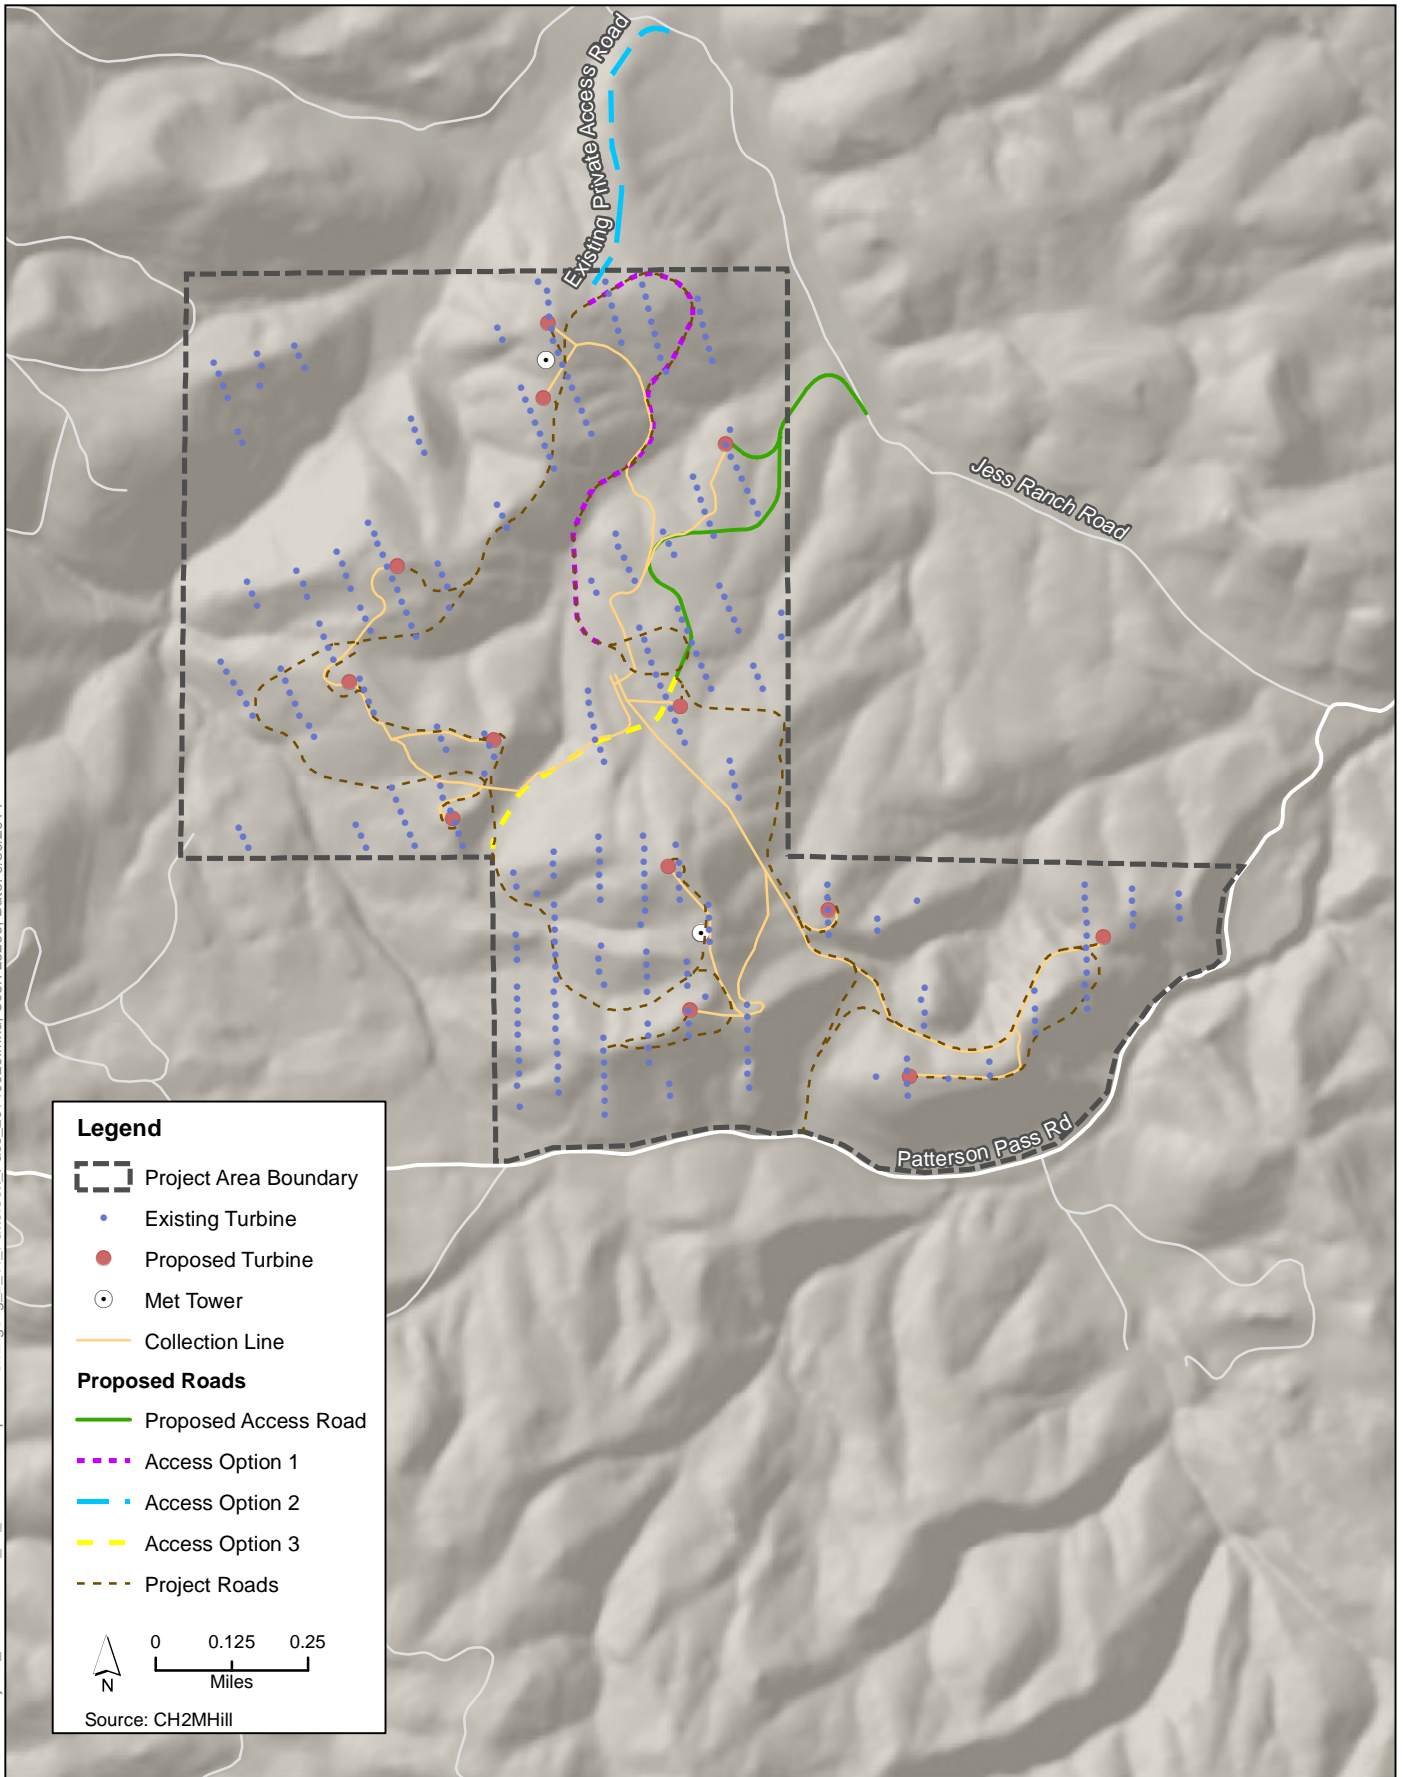 Existing Private Access Road
Jess Ranch Road
Patterson Pass Rd
Legend
Project Area Boundary
Existing Turbine
Proposed Turbine
Met Tower
Collection Line
Proposed Roads
Proposed Access Road
Access Option 1
Access Option 2
Access Option 3
Project Roads
0 0.125 0.25
Miles
N
Source: CH2MHill